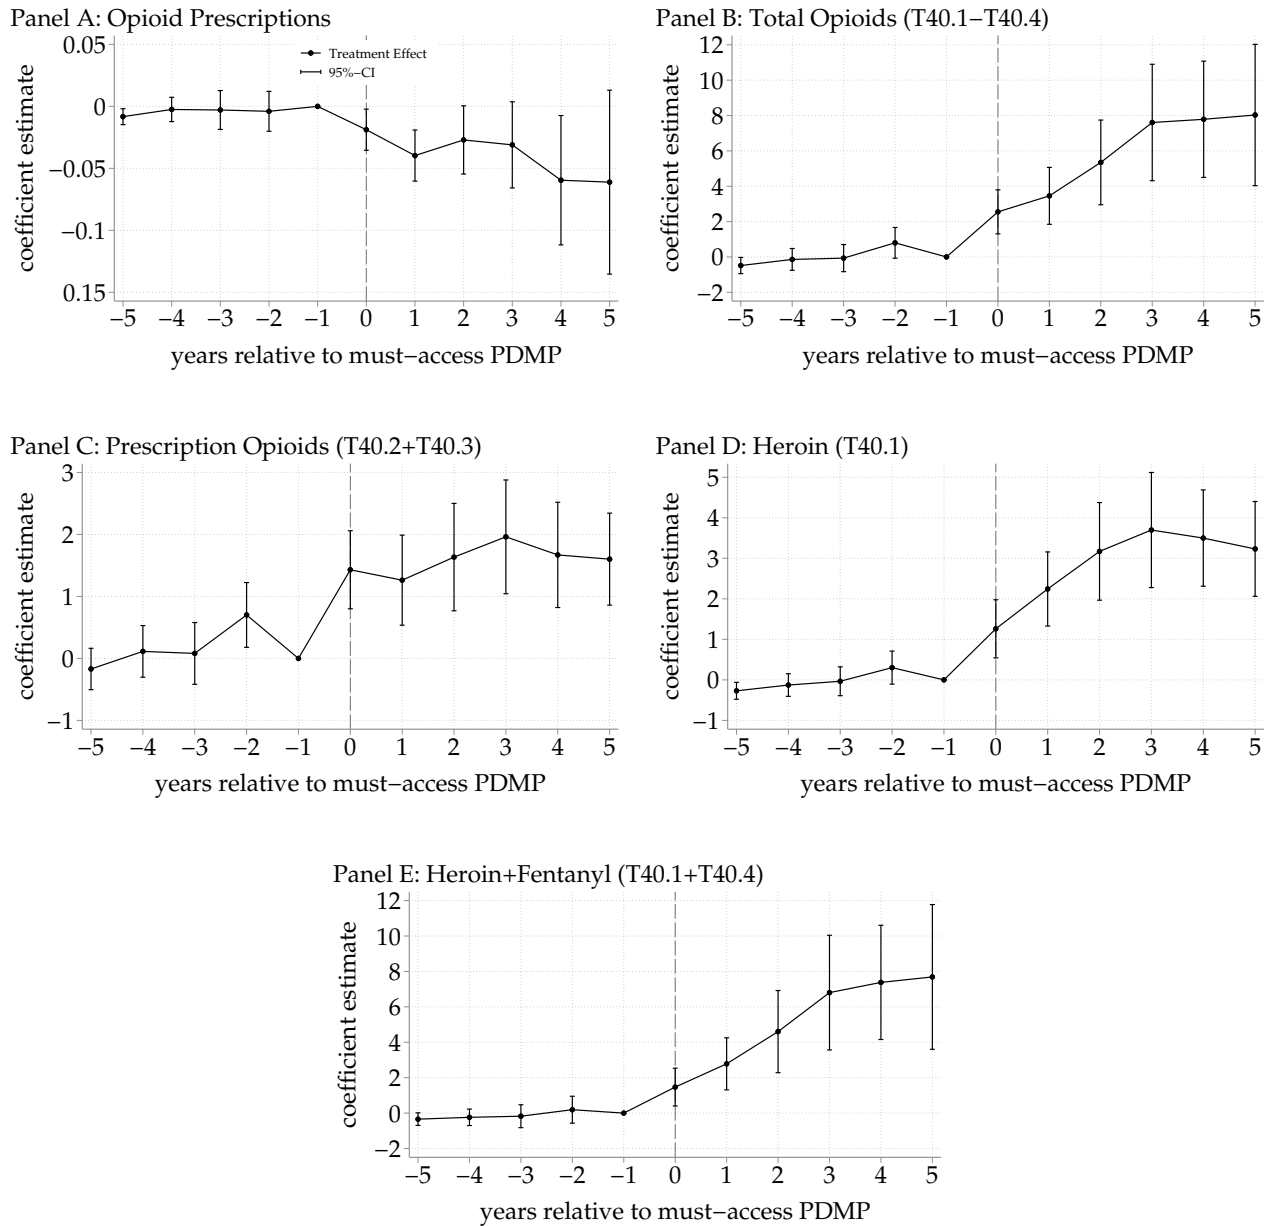 Panel A: Opioid Prescriptions
Treatment Effect
95%−CI
coefficient estimate
0.05
0
−0.05
−0.1
0.15
−5 −4 −3 −2 −1 0 1 2 3 4 5
years relative to must−access PDMP
Panel B: Total Opioids (T40.1−T40.4)
coefficient estimate
12
10
8
6
4
2
0
−2
−5 −4 −3 −2 −1 0 1 2 3 4 5
years relative to must−access PDMP
Panel C: Prescription Opioids (T40.2+T40.3)
coefficient estimate
3
2
1
0
−1
−5 −4 −3 −2 −1 0 1 2 3 4 5
years relative to must−access PDMP
Panel D: Heroin (T40.1)
coefficient estimate
5
4
3
2
1
0
−1
−5 −4 −3 −2 −1 0 1 2 3 4 5
years relative to must−access PDMP
Panel E: Heroin+Fentanyl (T40.1+T40.4)
coefficient estimate
12
10
8
6
4
2
0
−2
−5 −4 −3 −2 −1 0 1 2 3 4 5
years relative to must−access PDMP